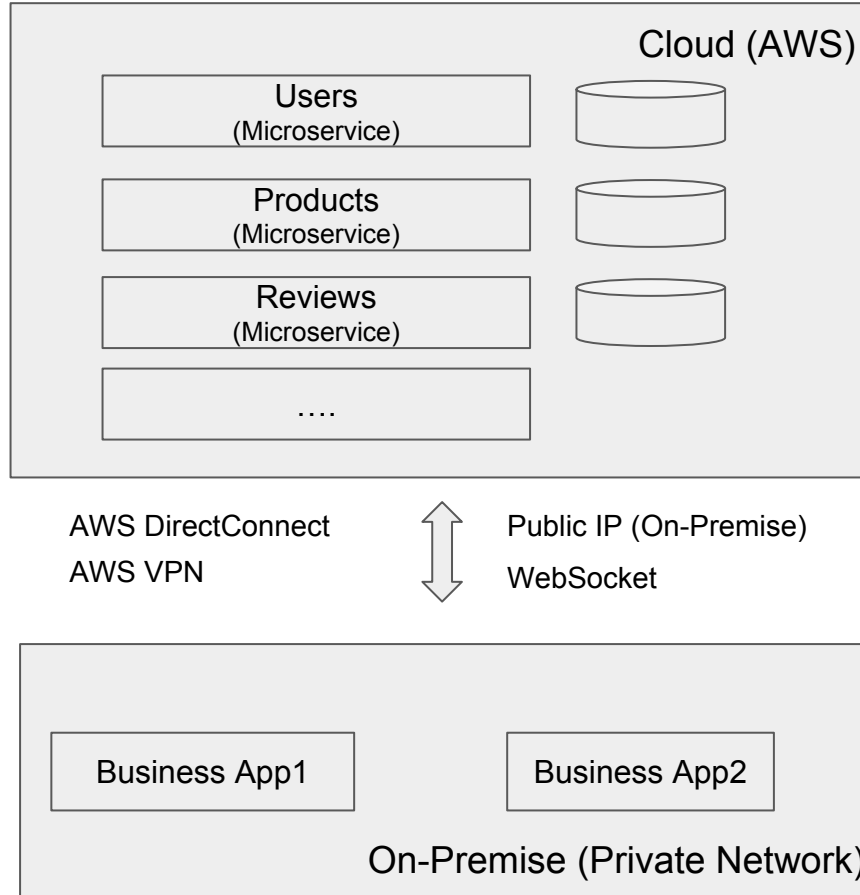 Cloud (AWS)
Users
(Microservice)
Products
(Microservice)
Reviews
(Microservice)
....
AWS DirectConnect
AWS VPN
Public IP (On-Premise)
WebSocket
Business App1
Business App2
On-Premise (Private Network)